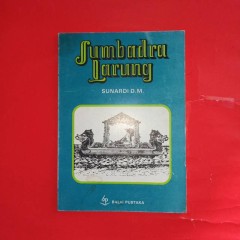 Sumbadra
Larung
SUNARDI D.M.
BALAI PUSTAKA